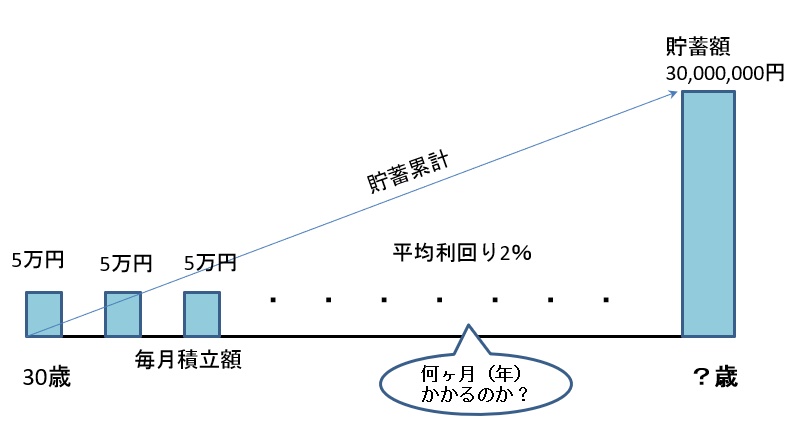 貯蓄額
30,000,000円
貯蓄累計
5万円
5万円
5万円
平均利回り2%
毎月積立額
30歳
何ヶ月（年）
かかるのか？
？歳